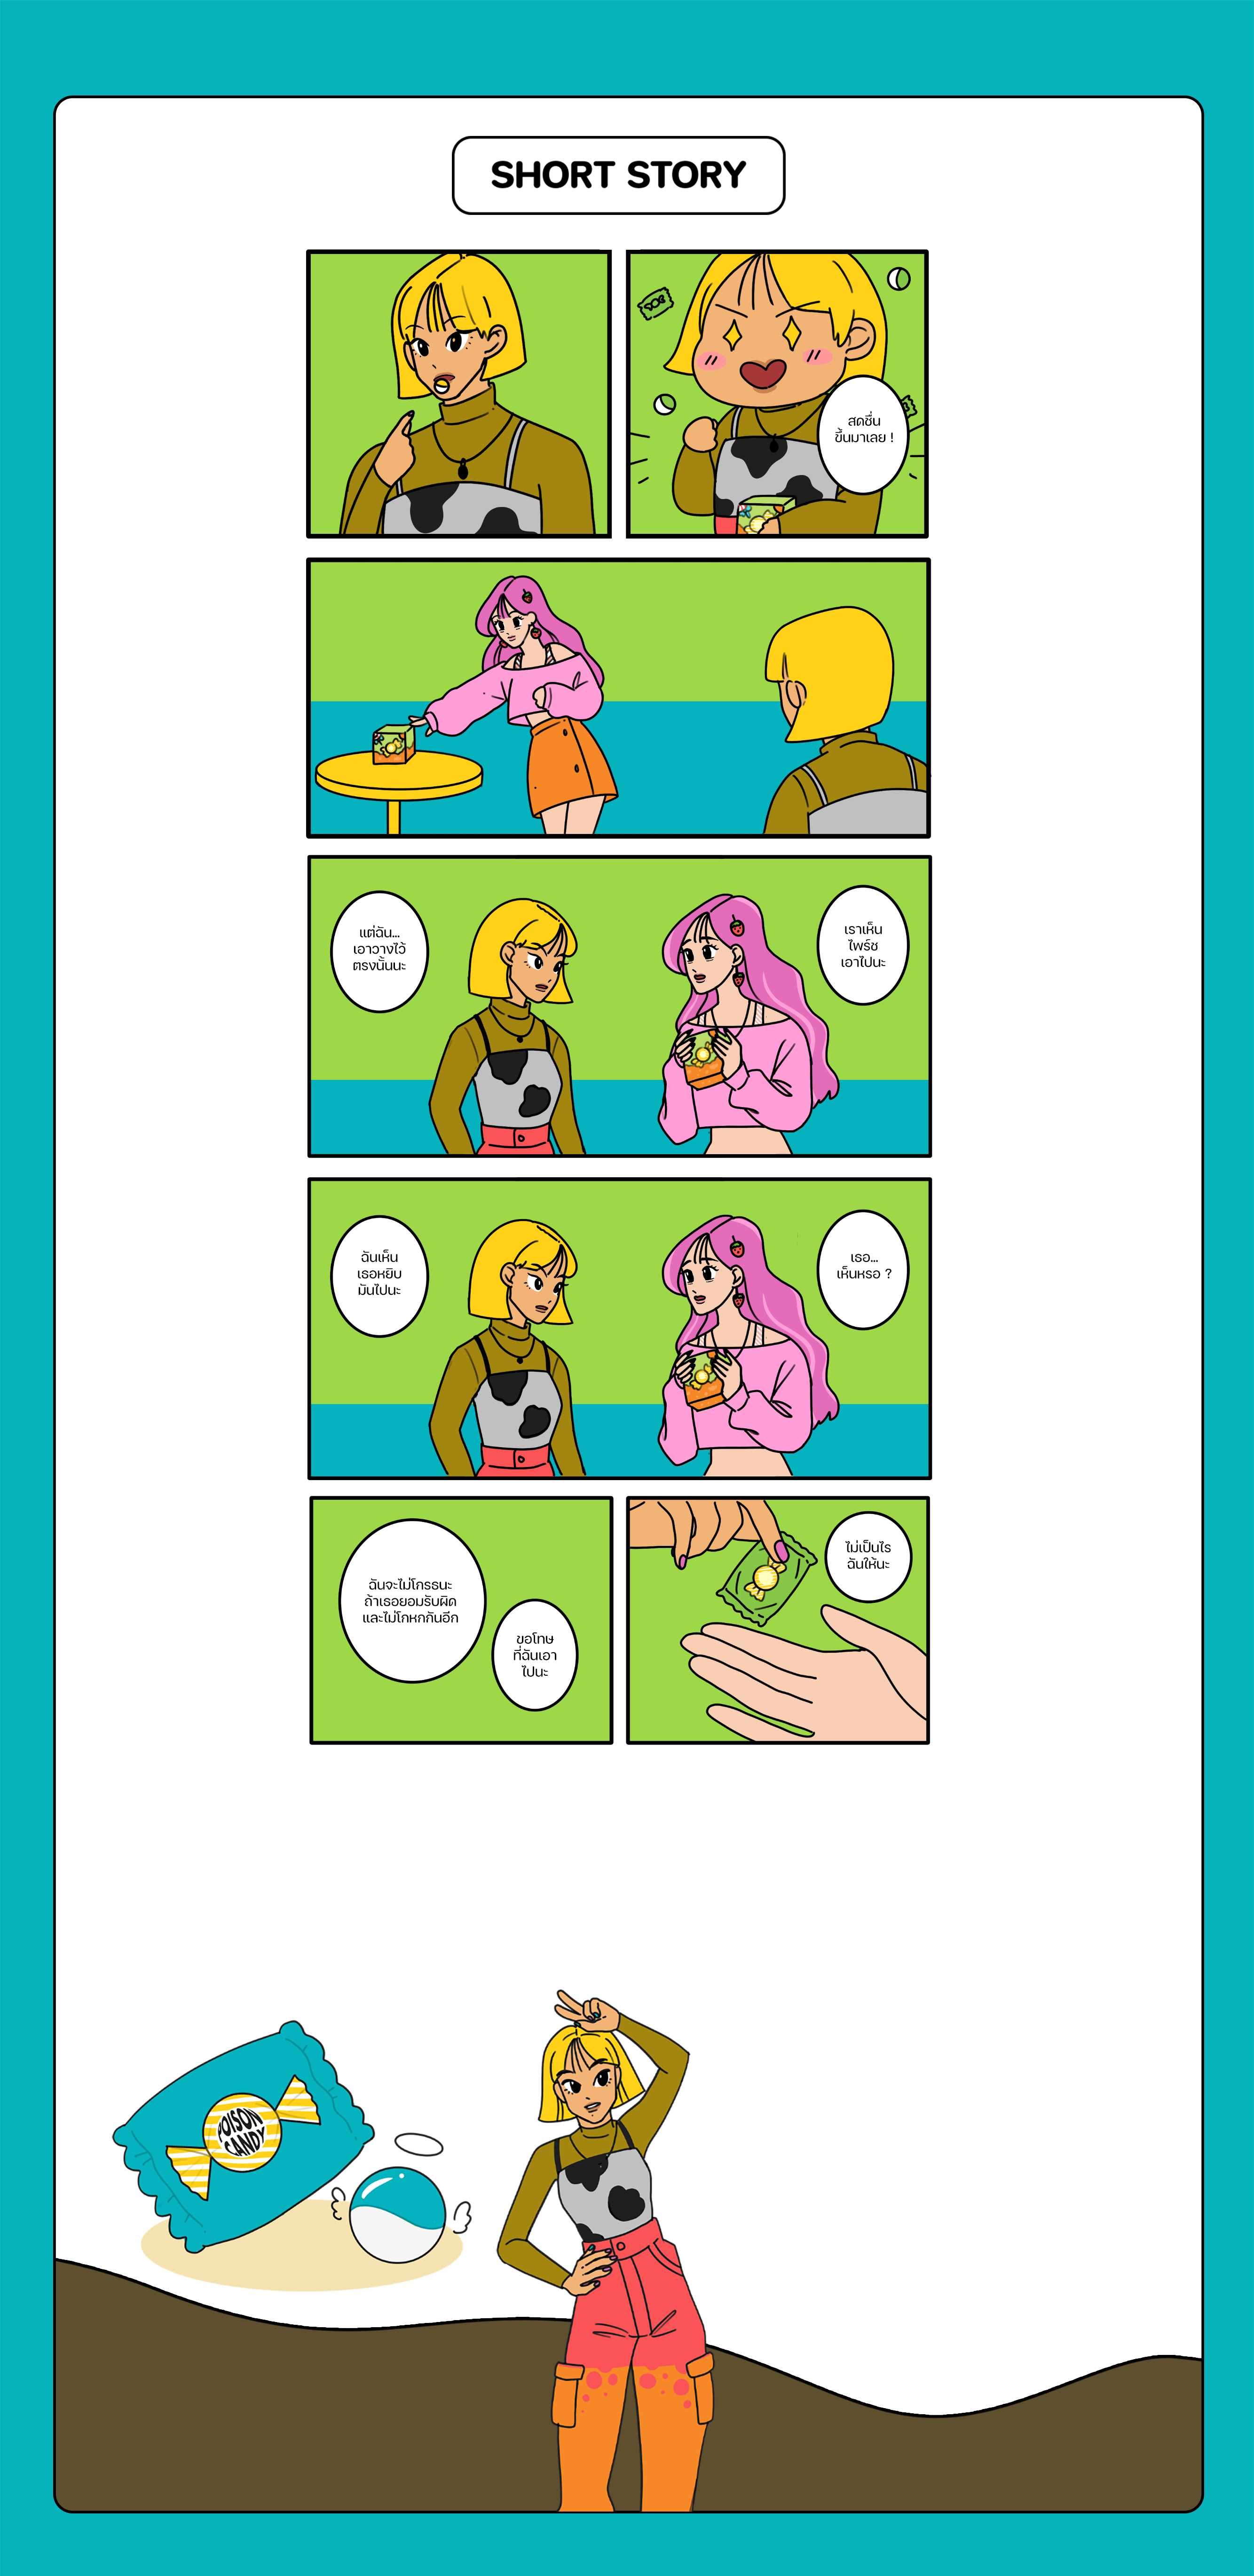 SHORT STORY
สดชื่น
ขึ้นมาเลย !
แต่ฉัน...
เอาวางไว้
ตรงนั้นนะ
เราเห็น
ไพร์ซ
เอาไปนะ
ฉันเห็น
เธอหยิบ
มันไปนะ
เธอ...
เห็นหรอ ?
ฉันจะไม่โกรธนะ
ถ้าเธอยอมรับผิด
และไม่โกหกกันอีก
ขอโทษ
ที่ฉันเอา
ไปนะ
ไม่เป็นไร
ฉันให้นะ
POISON
CANDY